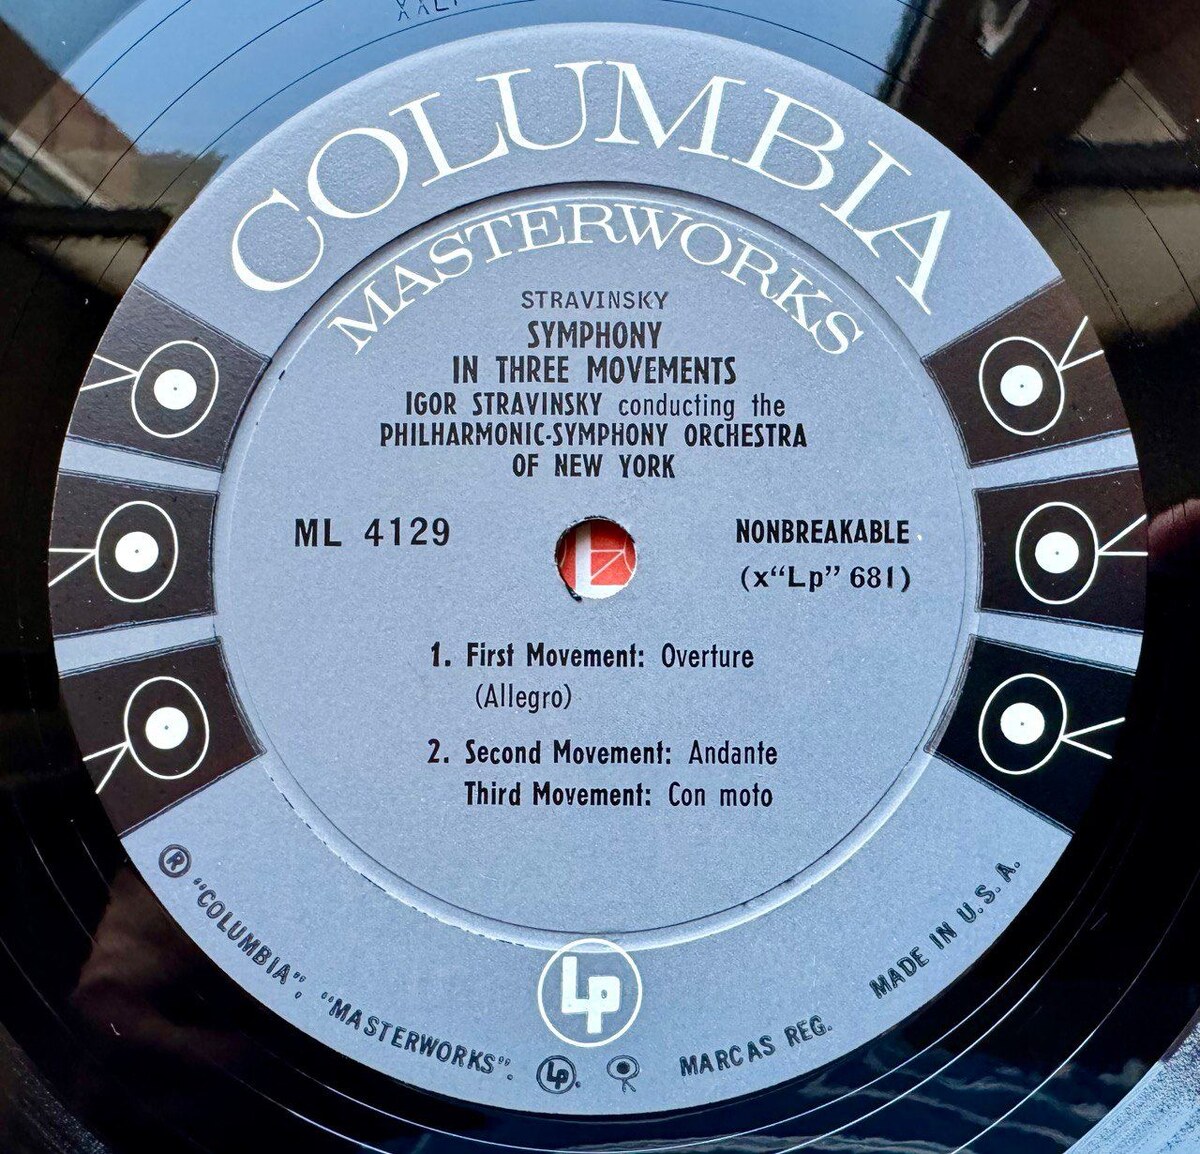 COLUMBIA
MASTERWORKS
STRAVINSKY
SYMPHONY
IN THREE MOVEMENTS
IGOR STRAVINSKY conducting the
PHILHARMONIC-SYMPHONY ORCHESTRA
OF NEW YORK
ML 4129
NONBREAKABLE
(x“Lp” 681)
1. First Movement: Overture
(Allegro)
2. Second Movement: Andante
Third Movement: Con moto
Lp
® “COLUMBIA”, “MASTERWORKS”. Lp. MARCAS REG. MADE IN U.S.A.